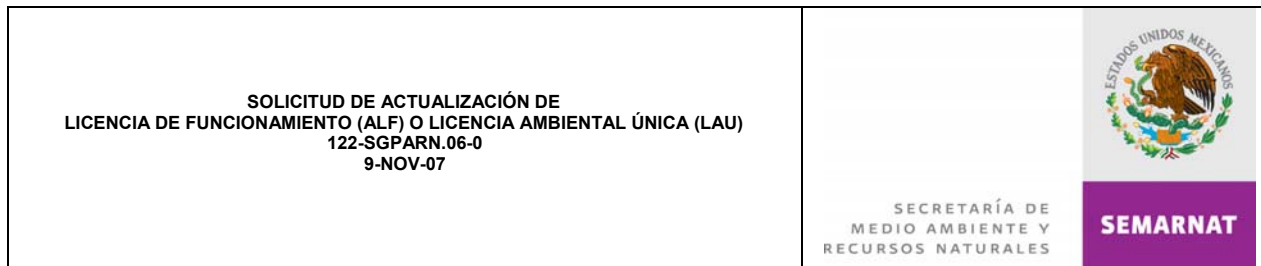 SOLICITUD DE ACTUALIZACIÓN DE
LICENCIA DE FUNCIONAMIENTO (ALF) O LICENCIA AMBIENTAL ÚNICA (LAU)
122-SGPARN.06-0
9-NOV-07
ESTADOS UNIDOS MEXICANOS
SECRETARÍA DE
MEDIO AMBIENTE Y
RECURSOS NATURALES
SEMARNAT